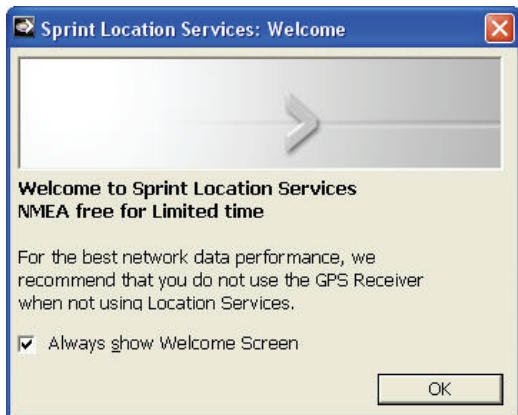 Sprint Location Services: Welcome
Welcome to Sprint Location Services
NMEA free for Limited time
For the best network data performance, we
recommend that you do not use the GPS Receiver
when not using Location Services.
Always show Welcome Screen
OK